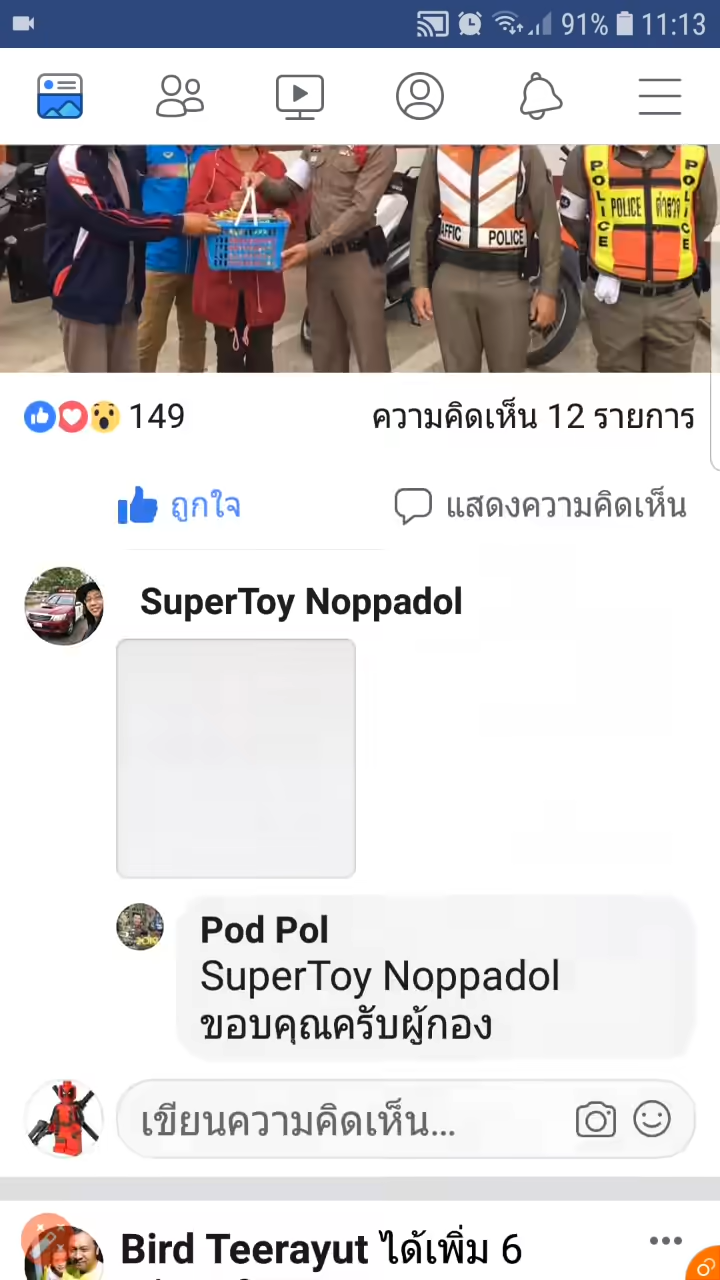 91% 11:13
POLICE
POLICE
POLICE ตำรวจ
AFFIC POLICE
149
ความคิดเห็น 12 รายการ
ถูกใจ
แสดงความคิดเห็น
SuperToy Noppadol
Pod Pol
SuperToy Noppadol
ขอบคุณครับผู้กอง
เขียนความคิดเห็น...
Bird Teerayut ได้เพิ่ม 6